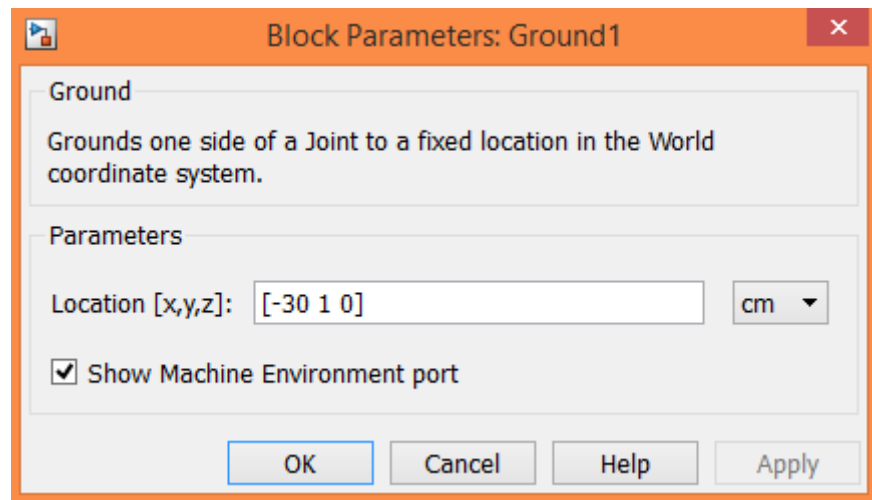 Block Parameters: Ground1
Ground
Grounds one side of a Joint to a fixed location in the World
coordinate system.
Parameters
Location [x,y,z]: [-30 1 0] cm
Show Machine Environment port
OK Cancel Help Apply